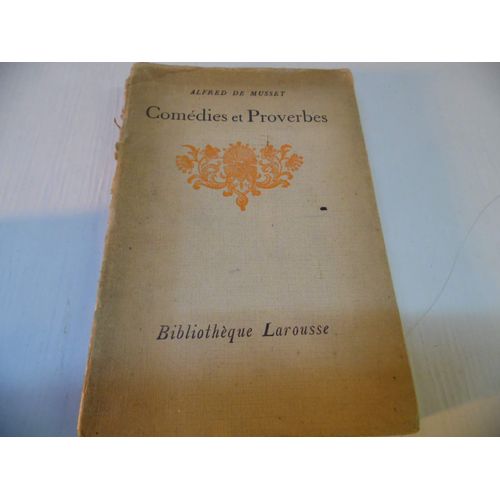 ALFRED DE MUSSET
Comédies et Proverbes
Bibliothèque Larousse